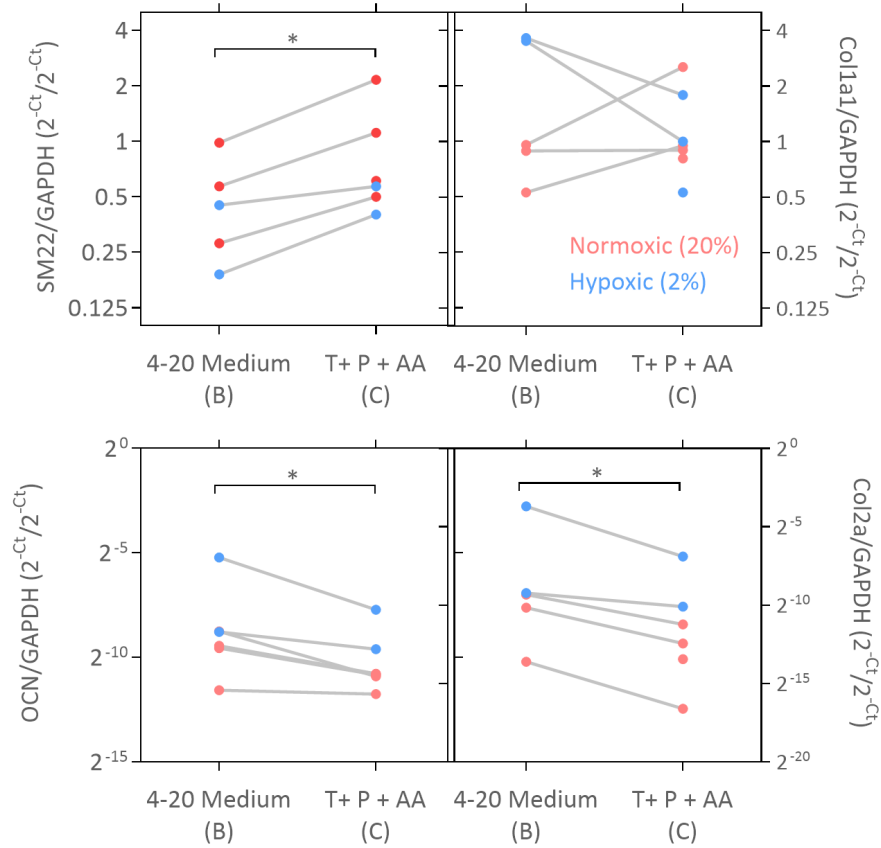 SM22/GAPDH (2^-Ct/2^-Ct)
4
2
1
0.5
0.25
0.125
*
4
2
1
0.5
0.25
0.125
Col1a1/GAPDH (2^-Ct/2^-Ct)
Normoxic (20%)
Hypoxic (2%)
4-20 Medium
(B)
T+ P + AA
(C)
4-20 Medium
(B)
T+ P + AA
(C)
OCN/GAPDH (2^-Ct/2^-Ct)
2^0
2^-5
2^-10
2^-15
*
*
2^0
2^-5
2^-10
2^-15
2^-20
Col2a/GAPDH (2^-Ct/2^-Ct)
4-20 Medium
(B)
T+ P + AA
(C)
4-20 Medium
(B)
T+ P + AA
(C)